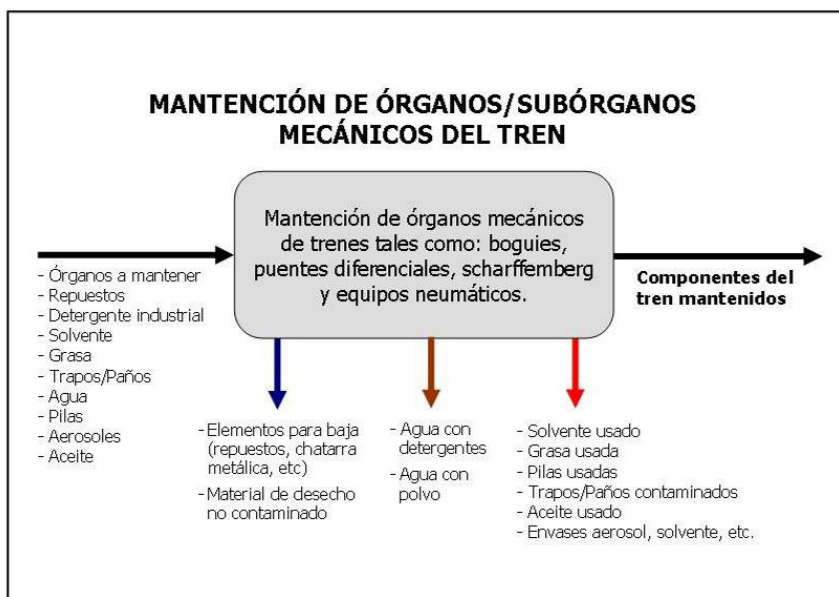 MANTENCIÓN DE ÓRGANOS/SUBÓRGANOS
MECÁNICOS DEL TREN
Mantención de órganos mecánicos
de trenes tales como: boguies,
puentes diferenciales, scharffemberg
y equipos neumáticos.
- Órganos a mantener
- Repuestos
- Detergente industrial
- Solvente
- Grasa
- Trapos/Paños
- Agua
- Pilas
- Aerosoles
- Aceite
Componentes del
tren mantenidos
- Elementos para baja
(repuestos, chatarra
metálica, etc)
- Material de desecho
no contaminado
- Agua con
detergentes
- Agua con
polvo
- Solvente usado
- Grasa usada
- Pilas usadas
- Trapos/Paños contaminados
- Aceite usado
- Envases aerosol, solvente, etc.